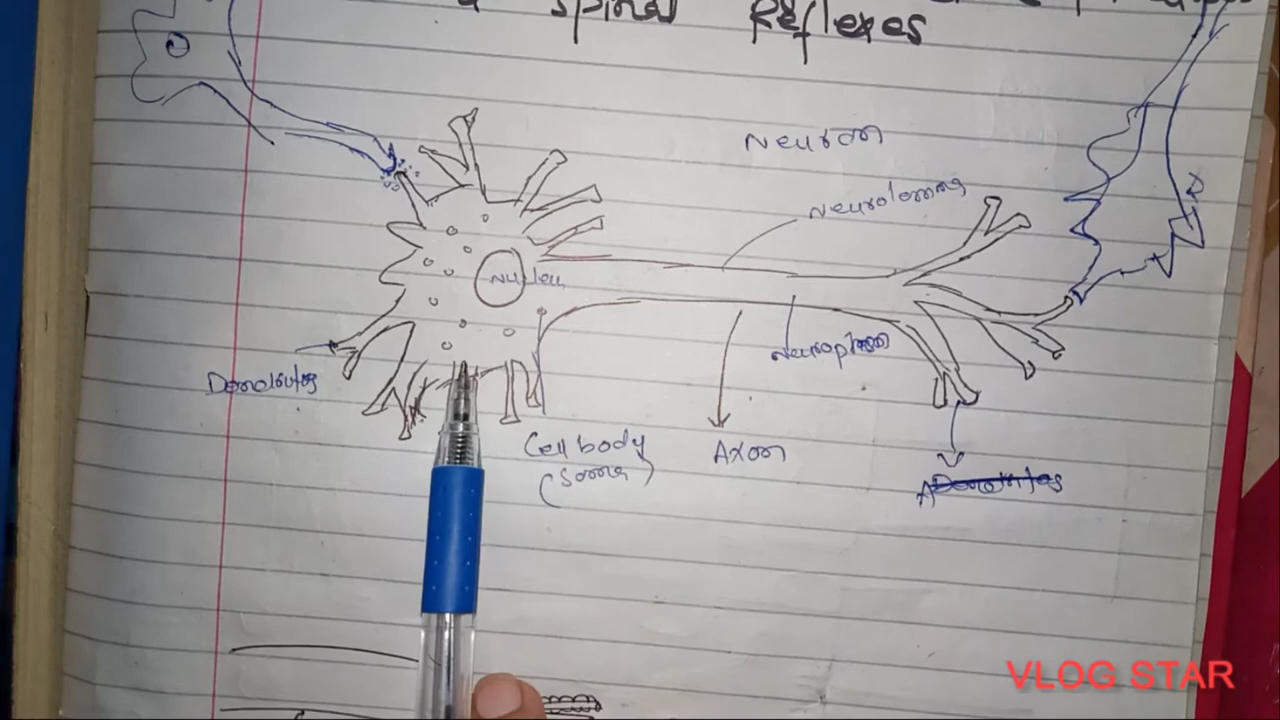 & Spinal Reflexes
Neuron
Neurolemma
Nucleu
Neuroplasm
Dendrites
Cell body
(Soma)
Axon
VLOG STAR